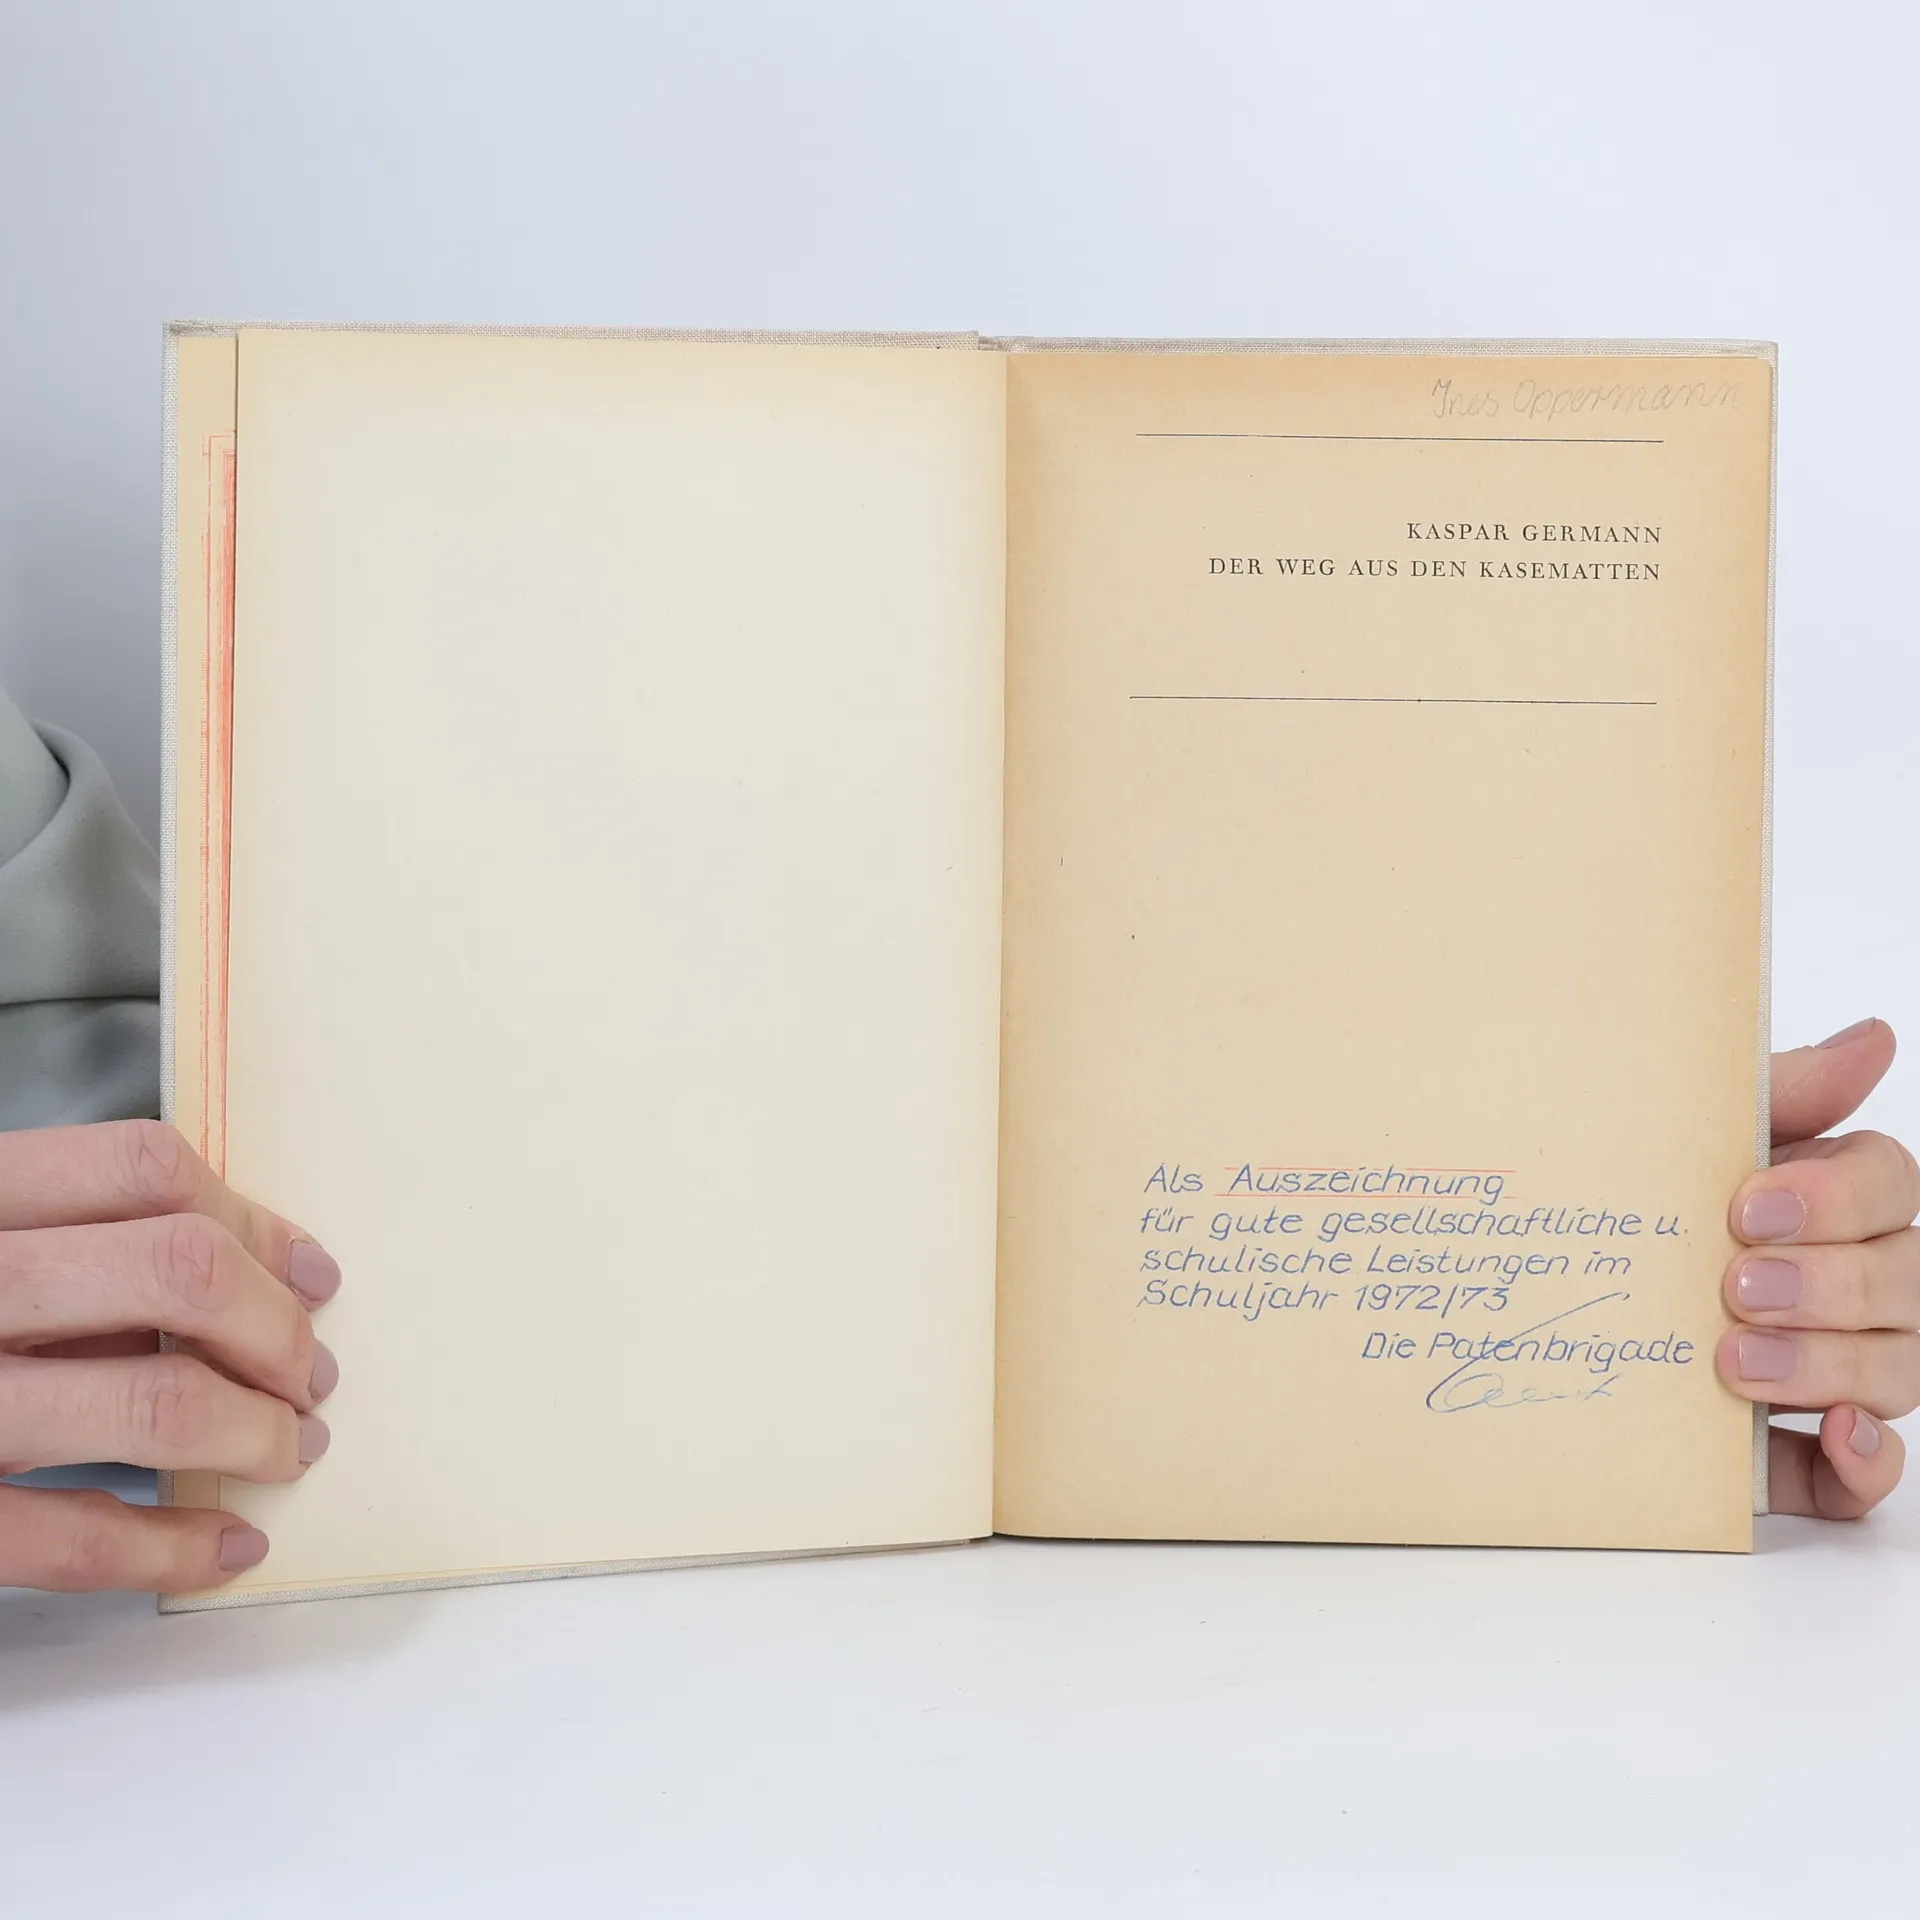 Ines Oppermann
KASPAR GERMANN
DER WEG AUS DEN KASEMATTEN
Als Auszeichnung
für gute gesellschaftliche u.
schulische Leistungen im
Schuljahr 1972/73
Die Patenbrigade